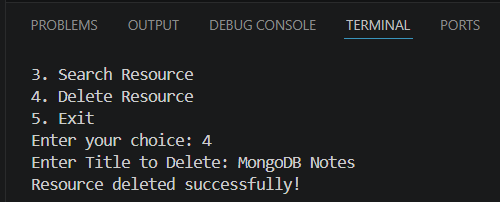 PROBLEMS OUTPUT DEBUG CONSOLE TERMINAL PORTS
3. Search Resource
4. Delete Resource
5. Exit
Enter your choice: 4
Enter Title to Delete: MongoDB Notes
Resource deleted successfully!